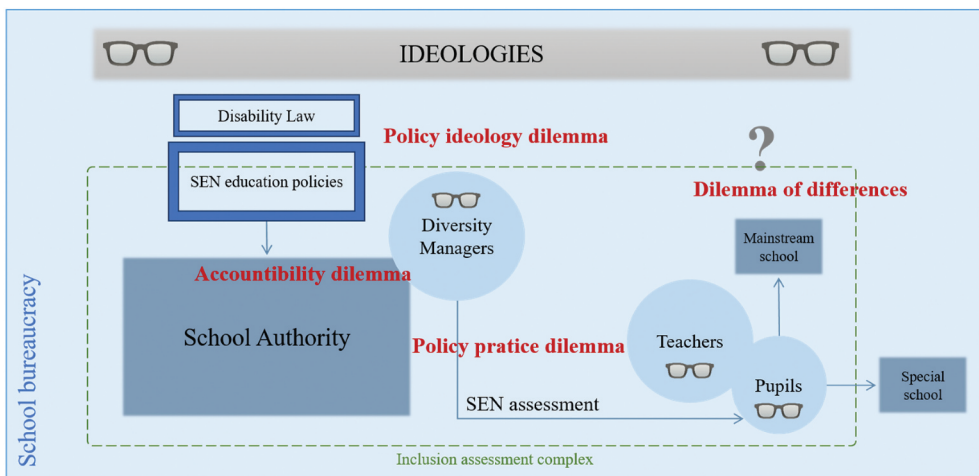 IDEOLOGIES
Disability Law
Policy ideology dilemma
?
SEN education policies
Dilemma of differences
Diversity
Managers
Mainstream
school
Accountibility dilemma
School Authority
Policy pratice dilemma
Teachers
Pupils
Special
school
SEN assessment
Inclusion assessment complex
School bureaucracy